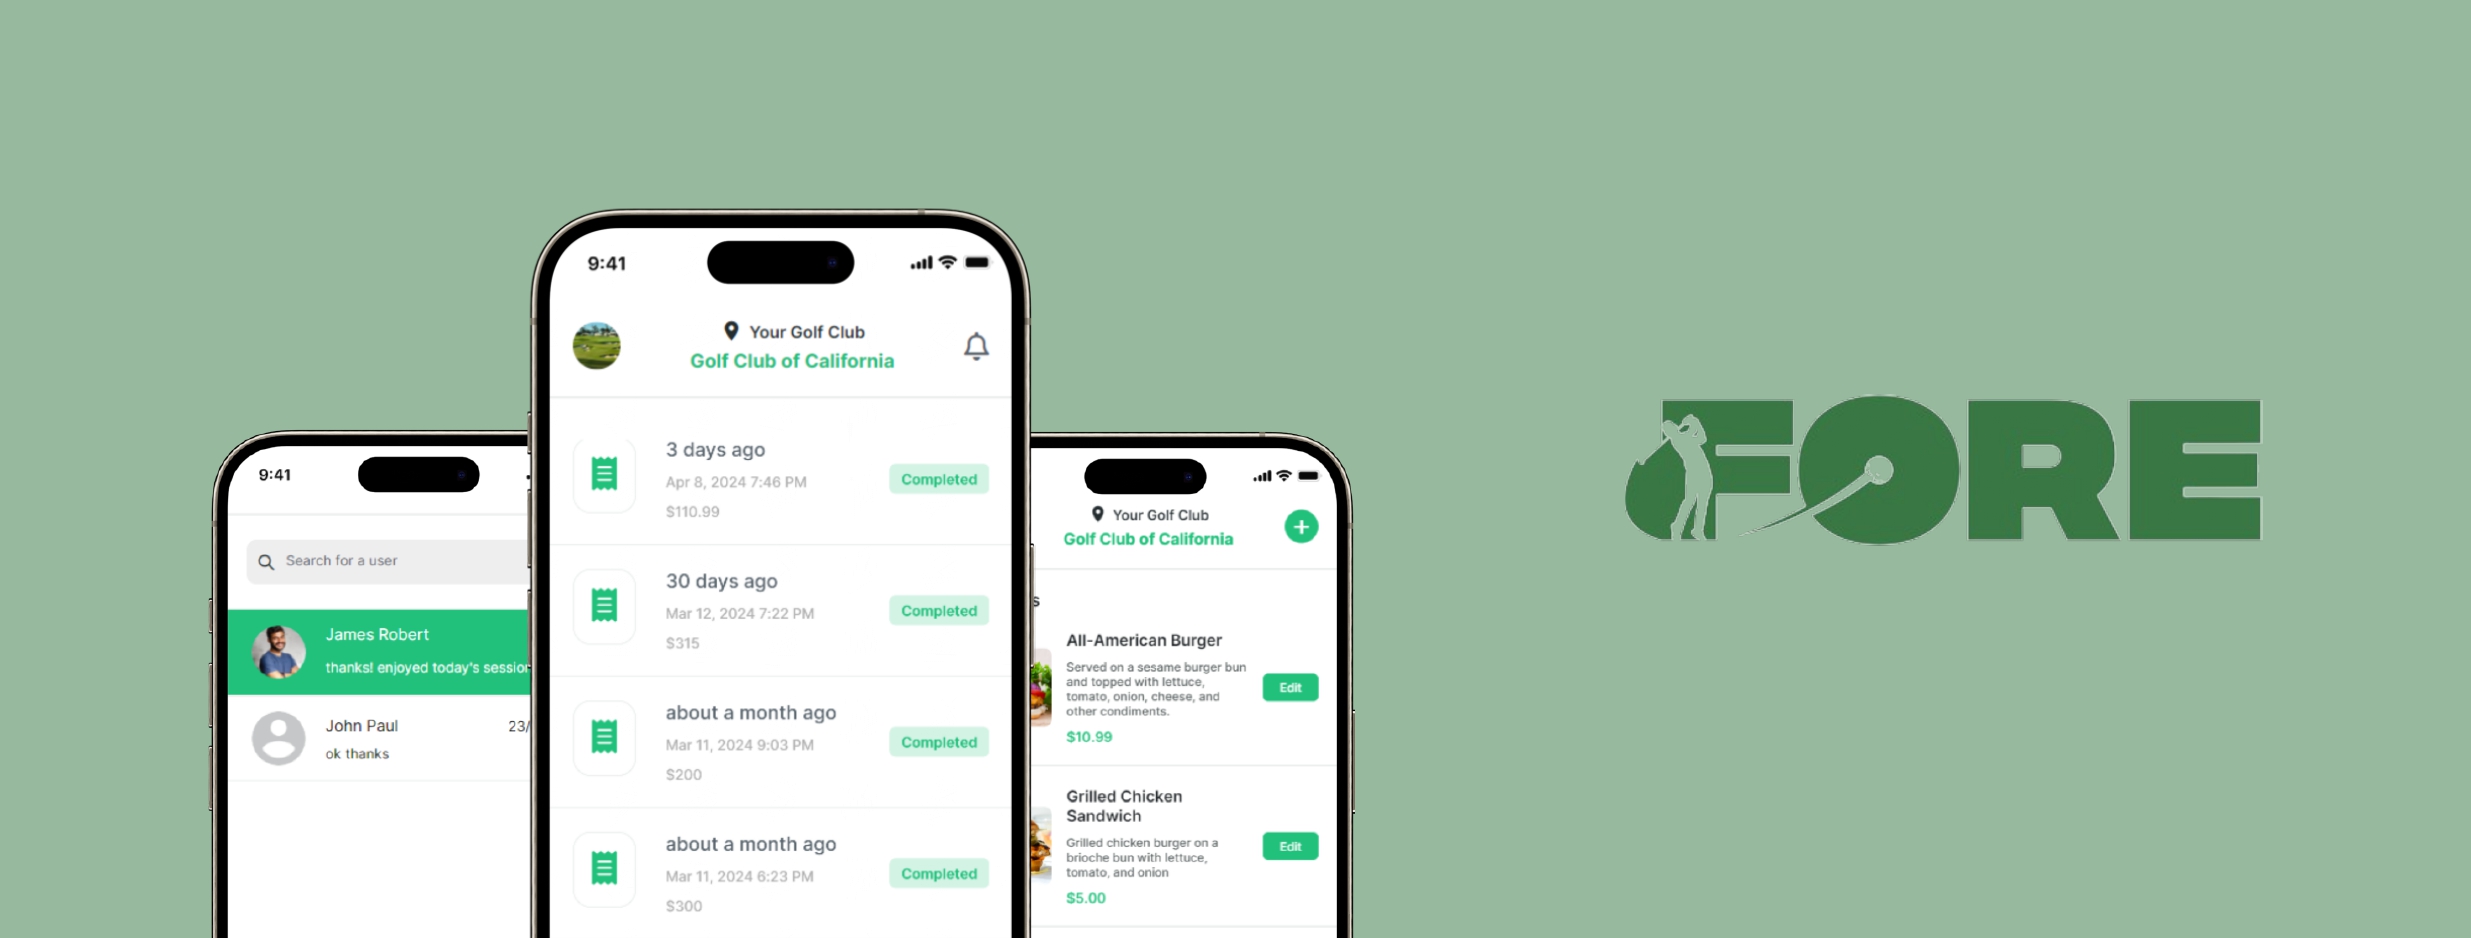 9:41
Search for a user
James Robert
thanks! enjoyed today's session
John Paul
23/
ok thanks
9:41
Your Golf Club
Golf Club of California
3 days ago
Apr 8, 2024 7:46 PM
$110.99
Completed
30 days ago
Mar 12, 2024 7:22 PM
$315
Completed
about a month ago
Mar 11, 2024 9:03 PM
$200
Completed
about a month ago
Mar 11, 2024 6:23 PM
$300
Completed
Your Golf Club
Golf Club of California
s
All-American Burger
Served on a sesame burger bun
and topped with lettuce,
tomato, onion, cheese, and
other condiments.
$10.99
Edit
Grilled Chicken
Sandwich
Grilled chicken burger on a
brioche bun with lettuce,
tomato, and onion
$5.00
Edit
FORE